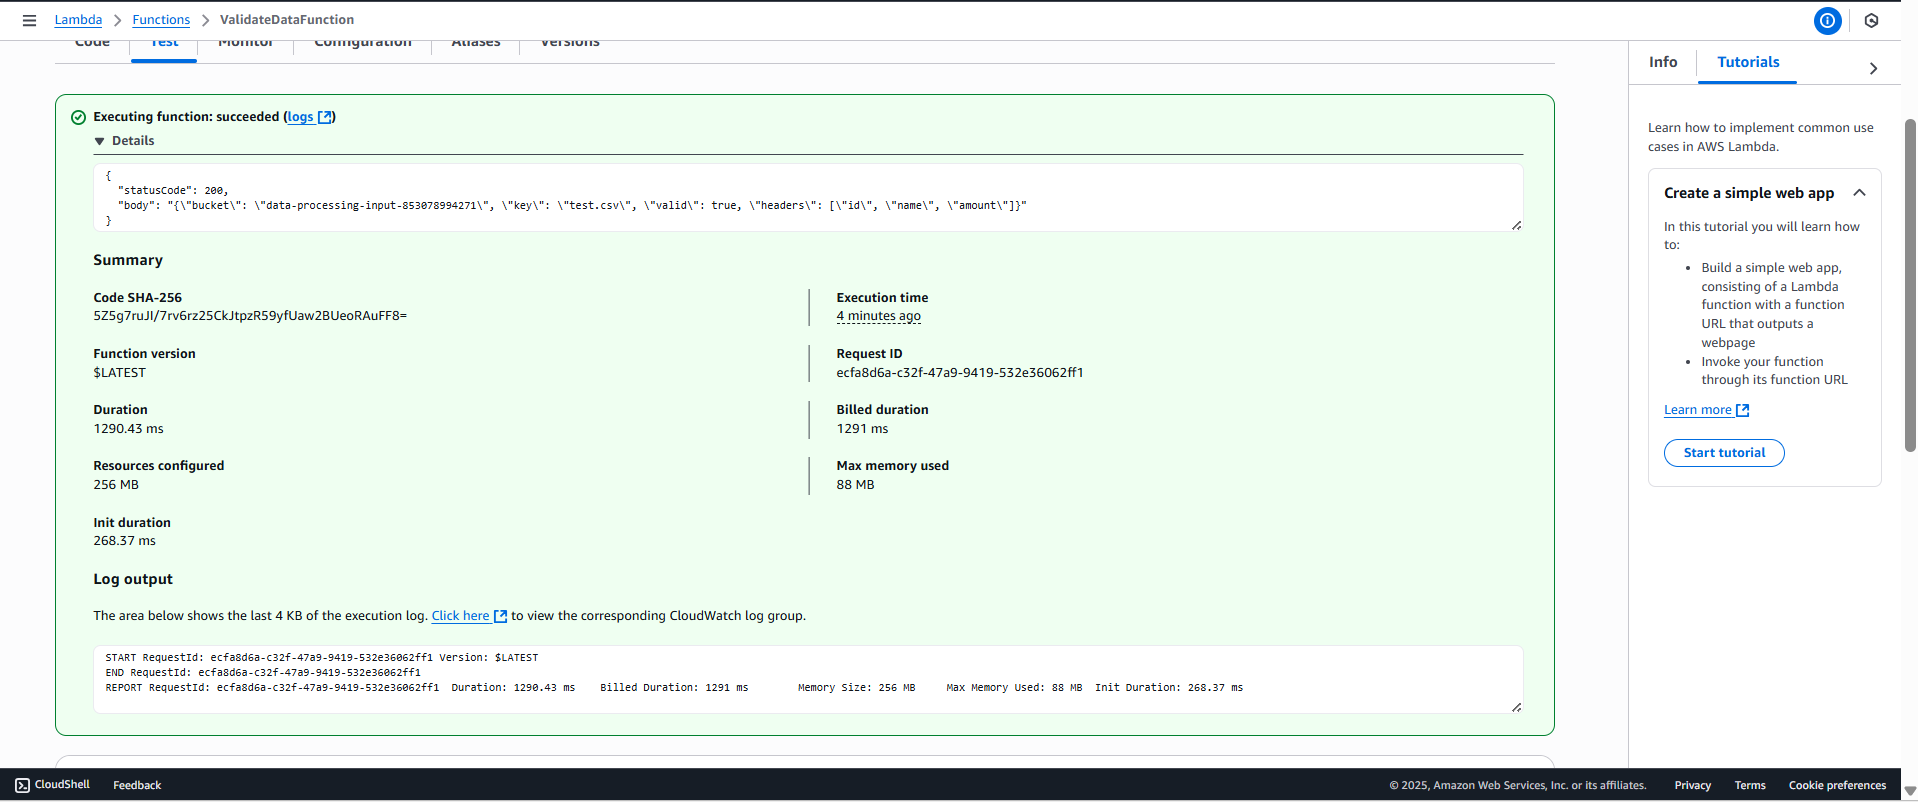 Lambda > Functions > ValidateDataFunction
Code Test Monitor Configuration Aliases Versions
Executing function: succeeded (logs)
Details
{
"statusCode": 200,
"body": "{\"bucket\": \"data-processing-input-853078994271\", \"key\": \"test.csv\", \"valid\": true, \"headers\": [\"id\", \"name\", \"amount\"]}"
}
Summary
Code SHA-256
5Z5g7ruJI/7rv6rz25CkJtpzR59yfUaw2BUeoRAuFF8=
Execution time
4 minutes ago
Function version
$LATEST
Request ID
ecfa8d6a-c32f-47a9-9419-532e36062ff1
Duration
1290.43 ms
Billed duration
1291 ms
Resources configured
256 MB
Max memory used
88 MB
Init duration
268.37 ms
Log output
The area below shows the last 4 KB of the execution log. Click here to view the corresponding CloudWatch log group.
START RequestId: ecfa8d6a-c32f-47a9-9419-532e36062ff1 Version: $LATEST
END RequestId: ecfa8d6a-c32f-47a9-9419-532e36062ff1
REPORT RequestId: ecfa8d6a-c32f-47a9-9419-532e36062ff1 Duration: 1290.43 ms Billed Duration: 1291 ms Memory Size: 256 MB Max Memory Used: 88 MB Init Duration: 268.37 ms
Info Tutorials
Learn how to implement common use
cases in AWS Lambda.
Create a simple web app
In this tutorial you will learn how
to:
• Build a simple web app,
consisting of a Lambda
function with a function
URL that outputs a
webpage
• Invoke your function
through its function URL
Learn more
Start tutorial
CloudShell Feedback © 2025, Amazon Web Services, Inc. or its affiliates. Privacy Terms Cookie preferences